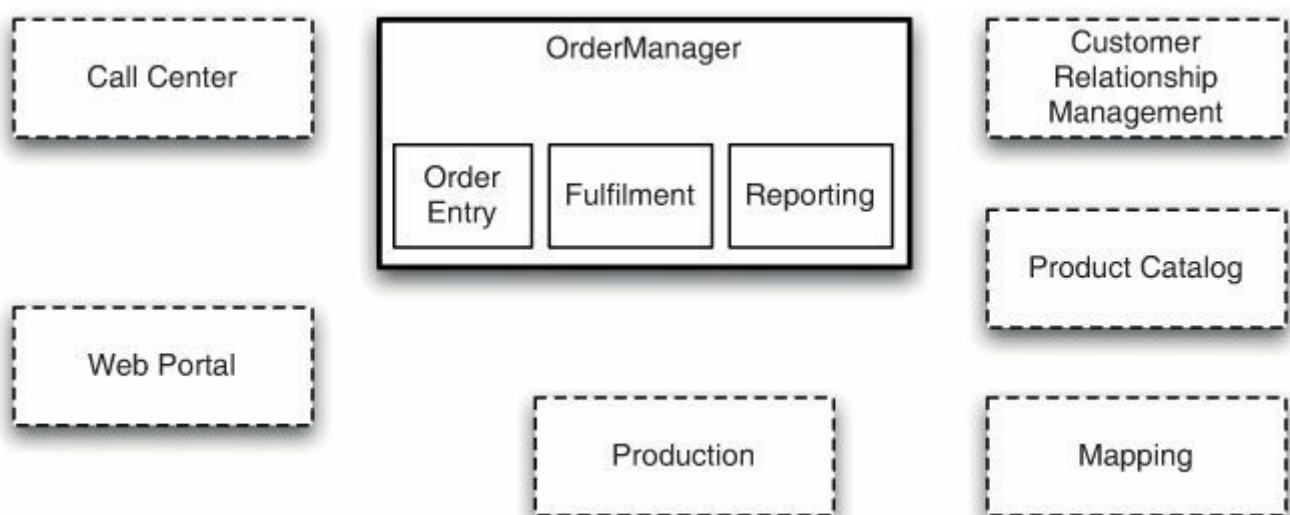 Call Center
OrderManager
Order
Entry
Fulfilment
Reporting
Customer
Relationship
Management
Product Catalog
Web Portal
Production
Mapping